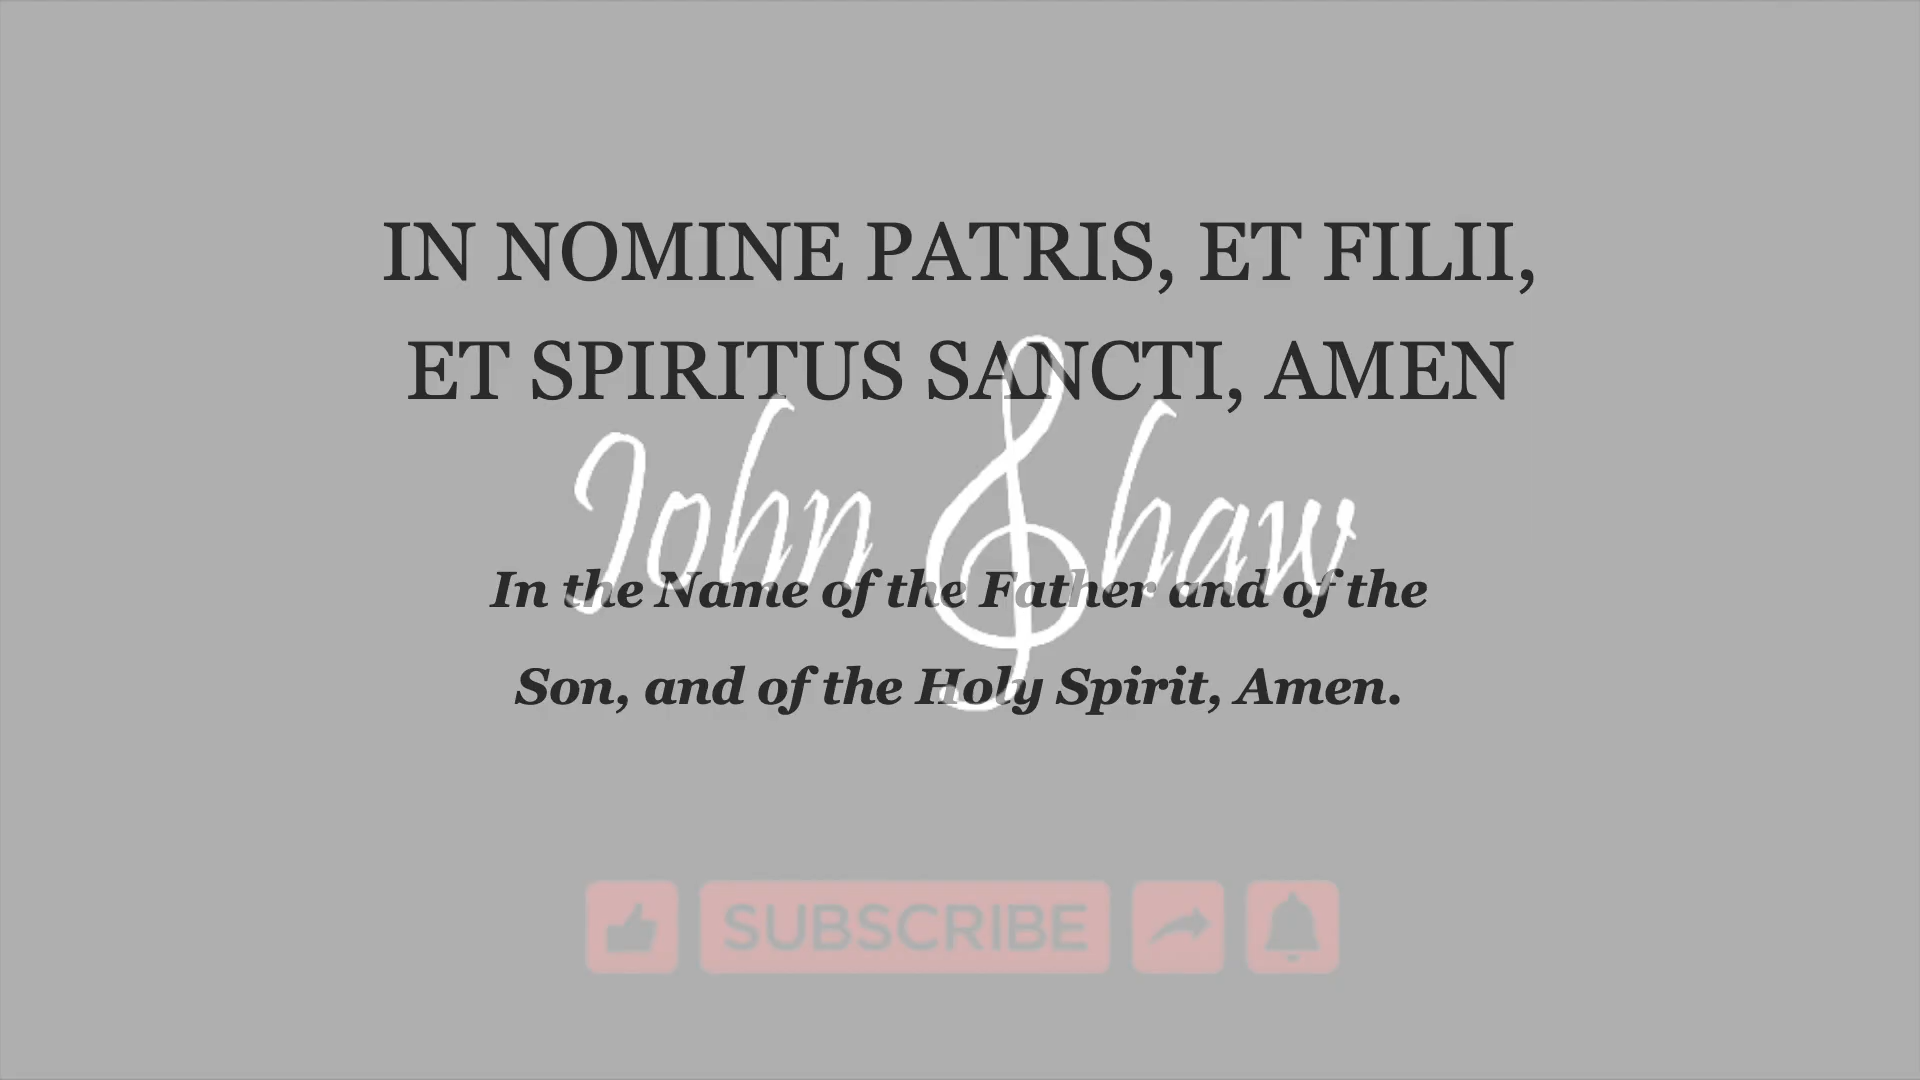 IN NOMINE PATRIS, ET FILII,
ET SPIRITUS SANCTI, AMEN
John Shaw
In the Name of the Father and of the
Son, and of the Holy Spirit, Amen.
SUBSCRIBE